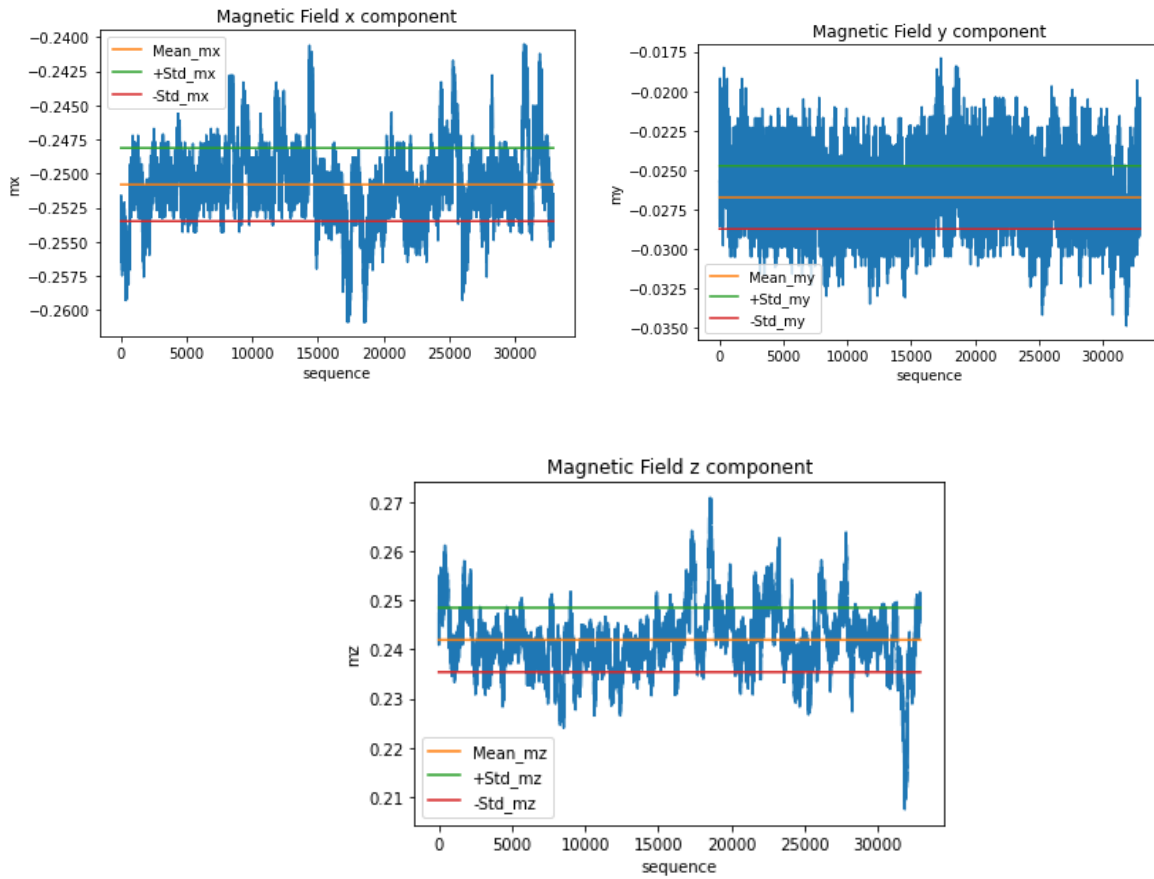 Magnetic Field x component
−0.2400
−0.2425
−0.2450
−0.2475
−0.2500
−0.2525
−0.2550
−0.2575
−0.2600
mx
Mean_mx
+Std_mx
-Std_mx
0 5000 10000 15000 20000 25000 30000
sequence
Magnetic Field y component
−0.0175
−0.0200
−0.0225
−0.0250
−0.0275
−0.0300
−0.0325
−0.0350
my
Mean_my
+Std_my
-Std_my
0 5000 10000 15000 20000 25000 30000
sequence
Magnetic Field z component
0.27
0.26
0.25
0.24
0.23
0.22
0.21
mz
Mean_mz
+Std_mz
-Std_mz
0 5000 10000 15000 20000 25000 30000
sequence